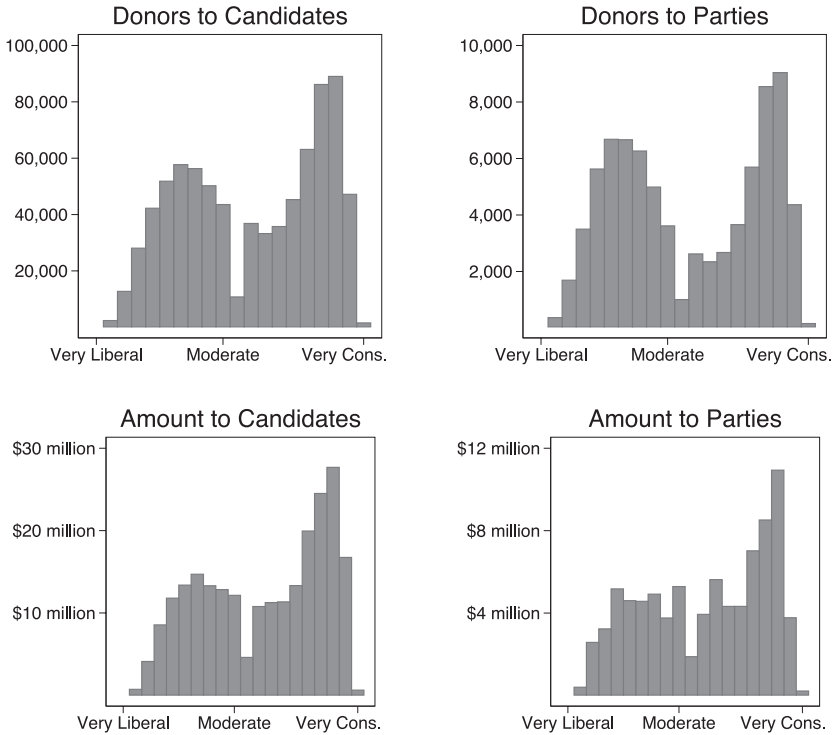 Donors to Candidates
100,000
80,000
60,000
40,000
20,000
Very Liberal Moderate Very Cons.
Donors to Parties
10,000
8,000
6,000
4,000
2,000
Very Liberal Moderate Very Cons.
Amount to Candidates
$30 million
$20 million
$10 million
Very Liberal Moderate Very Cons.
Amount to Parties
$12 million
$8 million
$4 million
Very Liberal Moderate Very Cons.